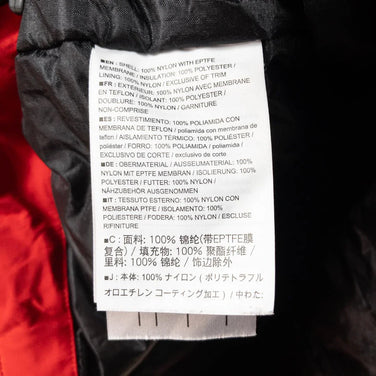 ■EN : SHELL: 100% NYLON WITH EPTFE
MEMBRANE / INSULATION: 100% POLYESTER /
LINING: 100% NYLON / EXCLUSIVE OF TRIM
■FR : EXTERIEUR: 100% NYLON AVEC MEMBRANE
EN TEFLON / ISOLANT: 100% POLYESTER /
DOUBLURE: 100% NYLON / GARNITURE
NON-COMPRISE
■ES : REVESTIMIENTO: 100% POLIAMIDA CON
MEMBRANA DE TEFLON / poliamida con membrana de
teflon / AISLAMIENTO TÉRMICO: 100% POLIÉSTER /
poliéster / FORRO: 100% POLIAMIDA / poliamida /
EXCLUSIVO DE CORTE / exclusivo de corte
■DE : OBERMATERIAL / AUSSEUMATERIAL: 100%
NYLON MIT EPTFE MEMBRAN / ISOLIERUNG: 100%
POLYESTER / FUTTER: 100% NYLON /
NÄHZUBEHÖR AUSGENOMMEN
■IT : TESSUTO ESTERNO: 100% NYLON CON
MEMBRANA PTFE / ISOLAMENTO: 100%
POLIESTERE / FODERA: 100% NYLON / ESCLUSE
RIFINITURE
■C : 面料: 100% 锦纶(带EPTFE膜
复合) / 填充物: 100% 聚酯纤维 /
里料: 100% 锦纶 / 饰边除外
■J : 本体: 100% ナイロン ( ポリテトラフル
オロエチレン コーティング加工 ) / 中わた: